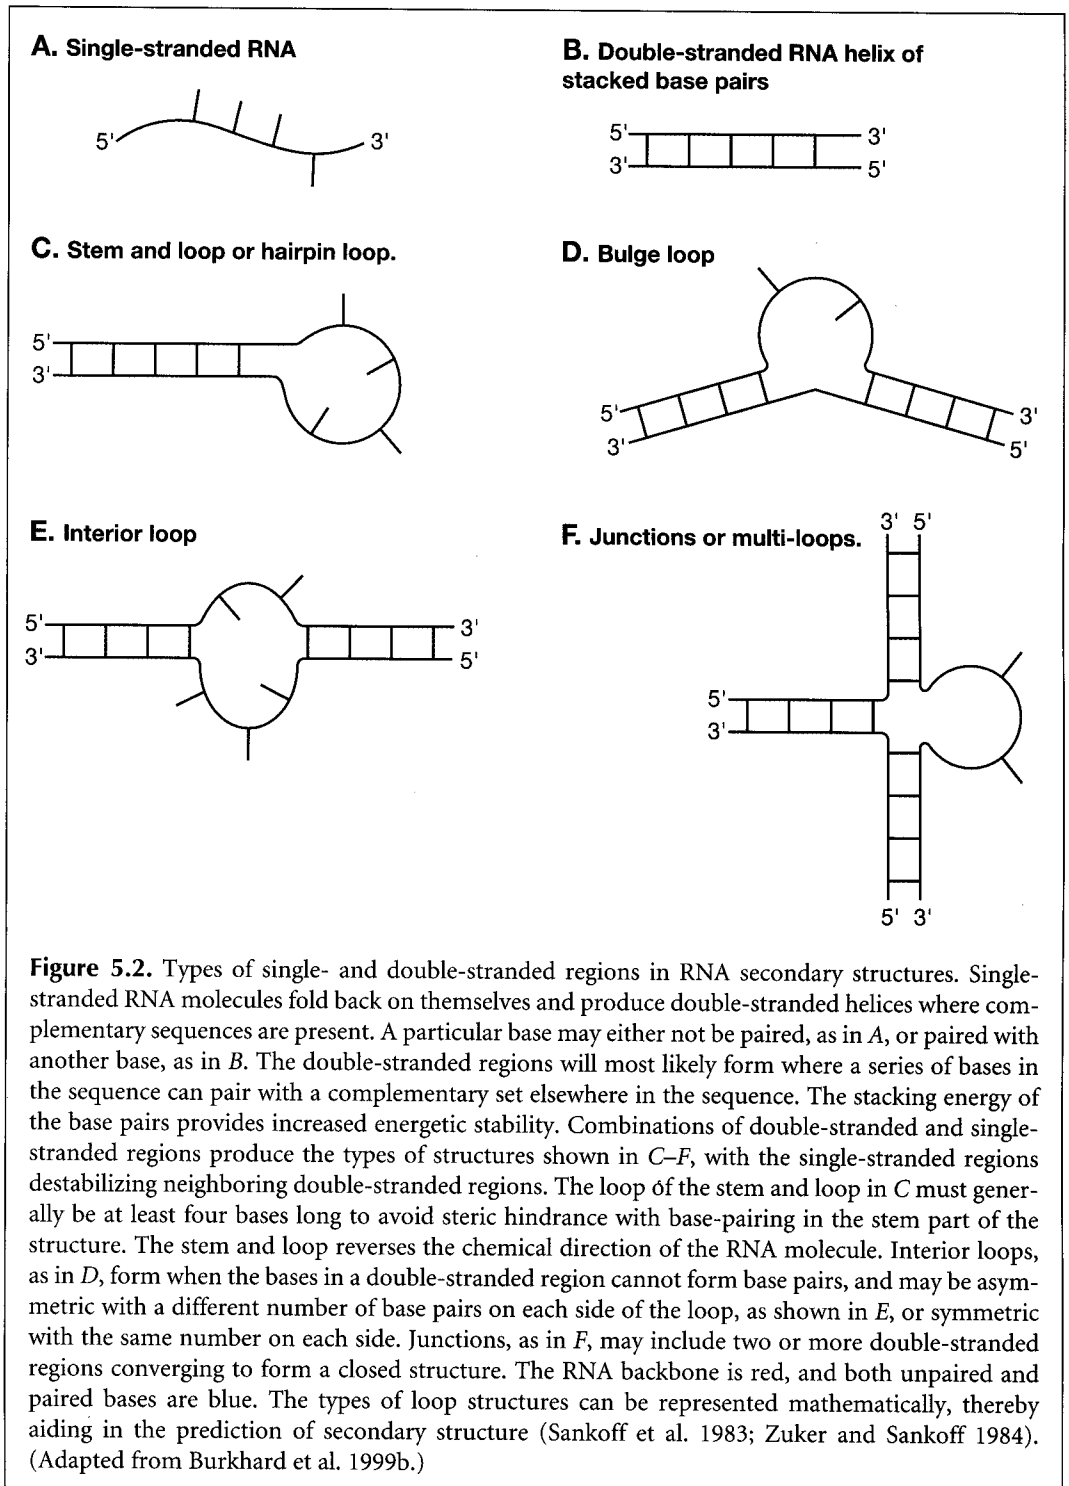 A. Single-stranded RNA
5' 3'
B. Double-stranded RNA helix of
stacked base pairs
5' 3'
3' 5'
C. Stem and loop or hairpin loop.
5'
3'
D. Bulge loop
5' 3'
3' 5'
E. Interior loop
5' 3'
3' 5'
F. Junctions or multi-loops.
3' 5'
5'
3'
5' 3'
Figure 5.2. Types of single- and double-stranded regions in RNA secondary structures. Single-
stranded RNA molecules fold back on themselves and produce double-stranded helices where com-
plementary sequences are present. A particular base may either not be paired, as in A, or paired with
another base, as in B. The double-stranded regions will most likely form where a series of bases in
the sequence can pair with a complementary set elsewhere in the sequence. The stacking energy of
the base pairs provides increased energetic stability. Combinations of double-stranded and single-
stranded regions produce the types of structures shown in C–F, with the single-stranded regions
destabilizing neighboring double-stranded regions. The loop of the stem and loop in C must gener-
ally be at least four bases long to avoid steric hindrance with base-pairing in the stem part of the
structure. The stem and loop reverses the chemical direction of the RNA molecule. Interior loops,
as in D, form when the bases in a double-stranded region cannot form base pairs, and may be asym-
metric with a different number of base pairs on each side of the loop, as shown in E, or symmetric
with the same number on each side. Junctions, as in F, may include two or more double-stranded
regions converging to form a closed structure. The RNA backbone is red, and both unpaired and
paired bases are blue. The types of loop structures can be represented mathematically, thereby
aiding in the prediction of secondary structure (Sankoff et al. 1983; Zuker and Sankoff 1984).
(Adapted from Burkhard et al. 1999b.)